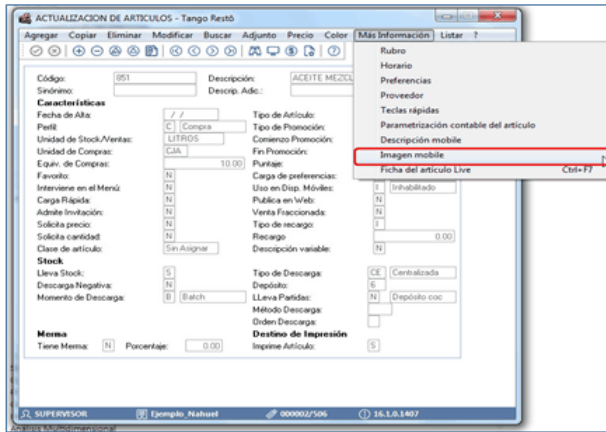 ACTUALIZACION DE ARTICULOS - Tango Restó
Agregar Copiar Eliminar Modificar Buscar Adjunto Precio Color Más Información Listar ?
Rubro
Horario
Preferencias
Proveedor
Teclas rápidas
Parametrización contable del artículo
Descripción mobile
Imagen mobile
Ficha del artículo Live Ctrl+F7
Código: 851 Descripción: ACEITE MEZCL
Sinónimo: Descrip. Adic.:
Características
Fecha de Alta: / / Tipo de Artículo:
Perfil: C Compra Tipo de Promoción:
Unidad de Stock/Ventas: LITROS Comienzo Promoción:
Unidad de Compras: CJA Fin Promoción:
Equiv. de Compras: 10.00 Puntaje:
Favorito: N Carga de preferencias:
Interviene en el Menú: N Uso en Disp. Móviles: I Inhabilitado
Carga Rápida: N Publica en Web: N
Admite Invitación: N Venta Fraccionada: N
Solicita precio: N Tipo de recargo: I
Solicita cantidad: N Recargo 0.00
Clase de artículo: Sin Asignar Descripción variable: N
Stock
Lleva Stock: S Tipo de Descarga: CE Centralizada
Descarga Negativa: N Depósito: 6
Momento de Descarga: B Batch LLeva Partidas: N Depósito coc
Método Descarga:
Orden Descarga:
Merma Destino de Impresión
Tiene Merma: N Porcentaje: 0.00 Imprime Artículo: S
SUPERVISOR Ejemplo_Nahuel 000002/506 16.1.0.1407
Análisis Multidimensional